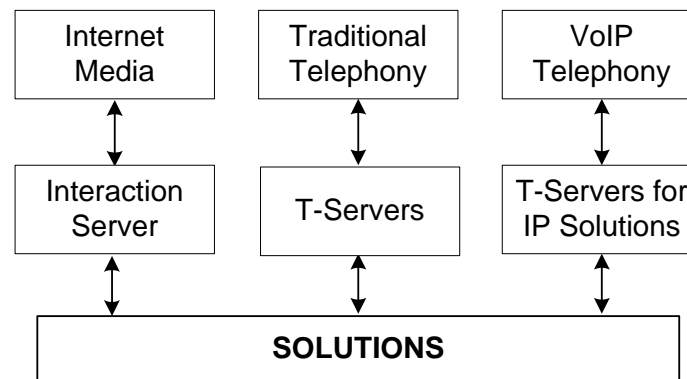 Internet
Media
Traditional
Telephony
VoIP
Telephony
Interaction
Server
T-Servers
T-Servers for
IP Solutions
SOLUTIONS